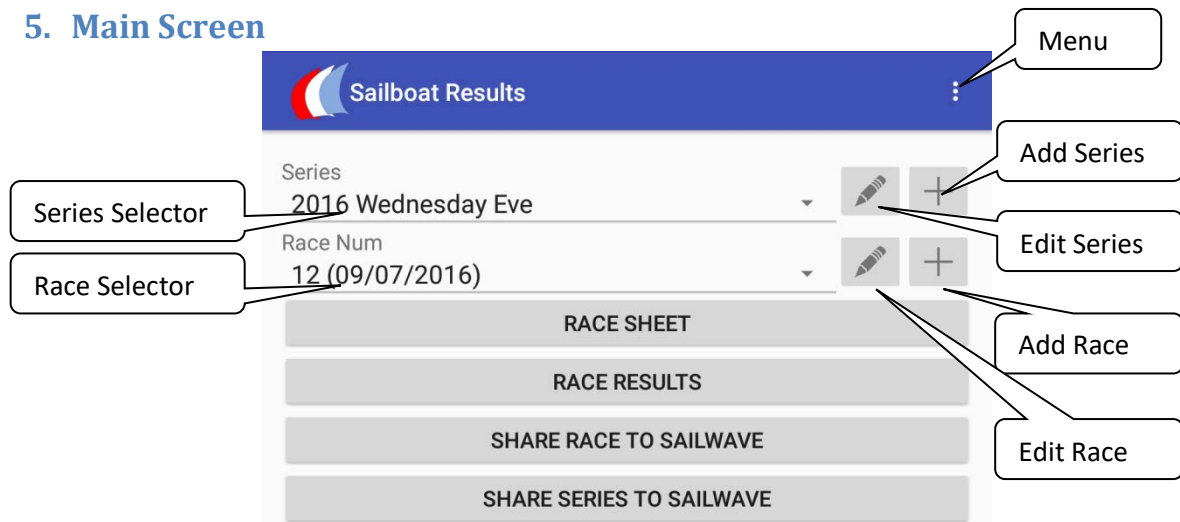 5. Main Screen
Menu
Sailboat Results
Add Series
Series
2016 Wednesday Eve
Series Selector
Edit Series
Race Num
12 (09/07/2016)
Race Selector
RACE SHEET
Add Race
RACE RESULTS
SHARE RACE TO SAILWAVE
Edit Race
SHARE SERIES TO SAILWAVE